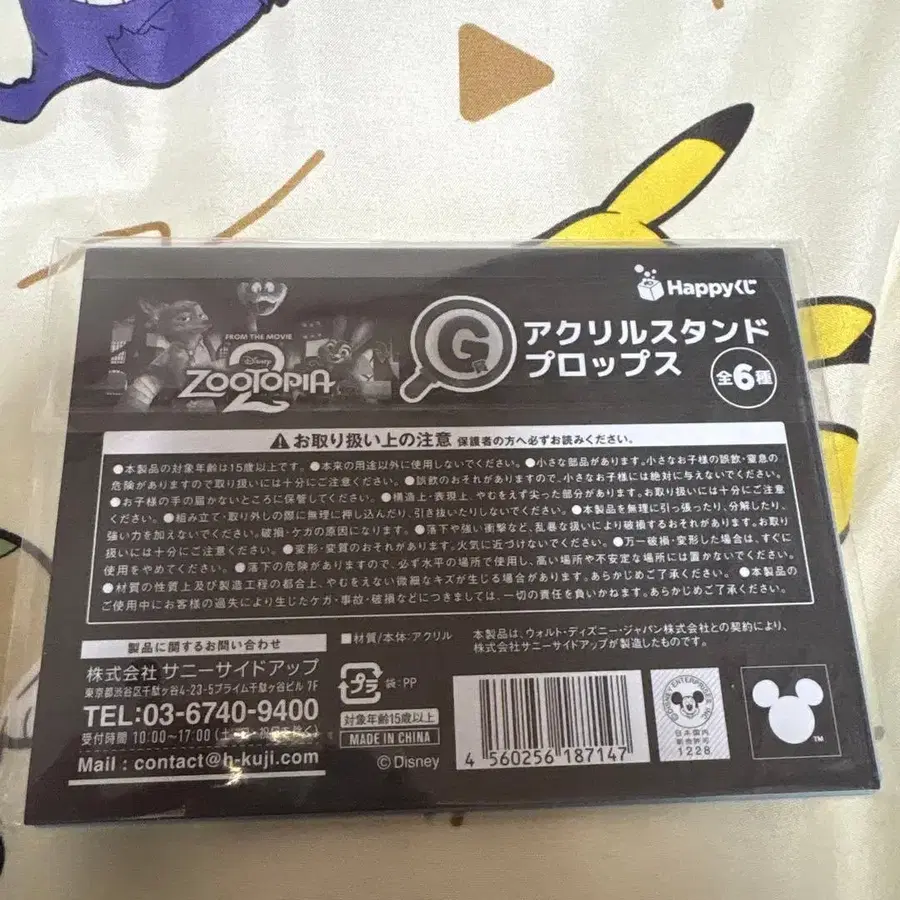 Happyくじ
FROM THE MOVIE
Disney
ZOOTOPIA
2
G賞
アクリルスタンド
プロップス
全6種
お取り扱い上の注意 保護者の方へ必ずお読みください。
●本製品の対象年齢は15歳以上です。●本来の用途以外に使用しないでください。●小さな部品があります。小さなお子様の誤飲・窒息の
危険がありますので取り扱いには十分にご注意ください。●誤飲のおそれがありますので、小さなお子様には絶対に与えないでください。
●お子様の手の届かないところに保管してください。●構造上・表現上、やむをえず尖った部分があります。お取り扱いには十分にご注意
ください。●組み立て・取り外しの際に無理に押し込んだり、引き抜いたりしないでください。●本製品を無理に引っ張ったり、分解したり、
強い力を加えないでください。破損・ケガの原因になります。●落下や強い衝撃など、乱暴な扱いにより破損するおそれがあります。お取り
扱いには十分にご注意ください。●変形・変質のおそれがあります。火気に近づけないでください。●万一破損・変形した場合は、すぐに
使用をやめてください。●落下の危険がありますので、必ず水平の場所で使用し、高い場所や不安定な場所には置かないでください。
●材質の性質上及び製造工程の都合上、やむをえない微細なキズが生じる場合があります。あらかじめご了承ください。●本製品の
ご使用中にお客様の過失により生じたケガ・事故・破損などにつきましては、一切の責任を負いかねます。あらかじめご了承ください。
製品に関するお問い合わせ
株式会社 サニーサイドアップ
東京都渋谷区千駄ヶ谷4-23-5プライム千駄ヶ谷ビル 7F
TEL:03-6740-9400
受付時間 10:00〜17:00 (土・日・祝日を除く)
Mail : contact@h-kuji.com
■材質/本体:アクリル
プラ
袋:PP
対象年齢15歳以上
MADE IN CHINA
©Disney
本製品は、ウォルト・ディズニー・ジャパン株式会社との契約により、
株式会社サニーサイドアップが製造したものです。
4 560256 187147
©DISNEY ENTERPRISES, INC.
日本国内
販売許可
1228
TM